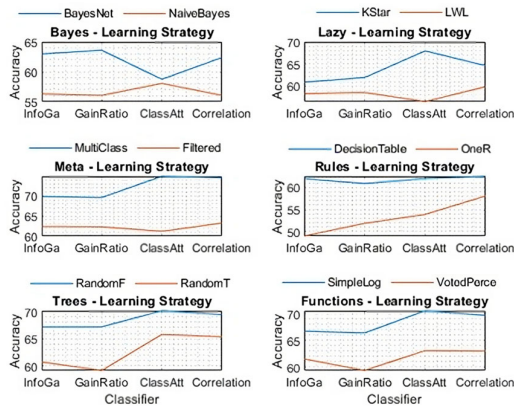 BayesNet NaiveBayes
Bayes - Learning Strategy
65
60
55
Accuracy
InfoGa GainRatio ClassAtt Correlation
KStar LWL
Lazy - Learning Strategy
70
65
60
Accuracy
InfoGa GainRatio ClassAtt Correlation
MultiClass Filtered
Meta - Learning Strategy
70
65
60
Accuracy
InfoGa GainRatio ClassAtt Correlation
DecisionTable OneR
Rules - Learning Strategy
60
55
50
Accuracy
InfoGa GainRatio ClassAtt Correlation
RandomF RandomT
Trees - Learning Strategy
70
65
60
Accuracy
InfoGa GainRatio ClassAtt Correlation
Classifier
SimpleLog VotedPerce
Functions - Learning Strategy
70
65
60
Accuracy
InfoGa GainRatio ClassAtt Correlation
Classifier